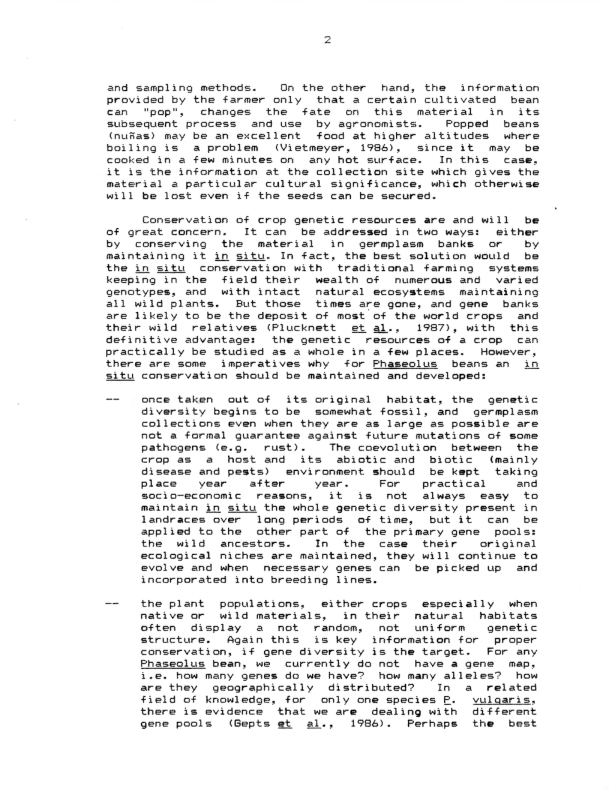 2
and sampling methods. On the other hand, the information
provided by the farmer only that a certain cultivated bean
can "pop", changes the fate on this material in its
subsequent process and use by agronomists. Popped beans
(nuñas) may be an excellent food at higher altitudes where
boiling is a problem (Vietmeyer, 1986), since it may be
cooked in a few minutes on any hot surface. In this case,
it is the information at the collection site which gives the
material a particular cultural significance, which otherwise
will be lost even if the seeds can be secured.
Conservation of crop genetic resources are and will be
of great concern. It can be addressed in two ways: either
by conserving the material in germplasm banks or by
maintaining it in situ. In fact, the best solution would be
the in situ conservation with traditional farming systems
keeping in the field their wealth of numerous and varied
genotypes, and with intact natural ecosystems maintaining
all wild plants. But those times are gone, and gene banks
are likely to be the deposit of most of the world crops and
their wild relatives (Plucknett et al., 1987), with this
definitive advantage: the genetic resources of a crop can
practically be studied as a whole in a few places. However,
there are some imperatives why for Phaseolus beans an in
situ conservation should be maintained and developed:
-- once taken out of its original habitat, the genetic
diversity begins to be somewhat fossil, and germplasm
collections even when they are as large as possible are
not a formal guarantee against future mutations of some
pathogens (e.g. rust). The coevolution between the
crop as a host and its abiotic and biotic (mainly
disease and pests) environment should be kept taking
place year after year. For practical and
socio-economic reasons, it is not always easy to
maintain in situ the whole genetic diversity present in
landraces over long periods of time, but it can be
applied to the other part of the primary gene pools:
the wild ancestors. In the case their original
ecological niches are maintained, they will continue to
evolve and when necessary genes can be picked up and
incorporated into breeding lines.
-- the plant populations, either crops especially when
native or wild materials, in their natural habitats
often display a not random, not uniform genetic
structure. Again this is key information for proper
conservation, if gene diversity is the target. For any
Phaseolus bean, we currently do not have a gene map,
i.e. how many genes do we have? how many alleles? how
are they geographically distributed? In a related
field of knowledge, for only one species P. vulgaris,
there is evidence that we are dealing with different
gene pools (Gepts et al., 1986). Perhaps the best